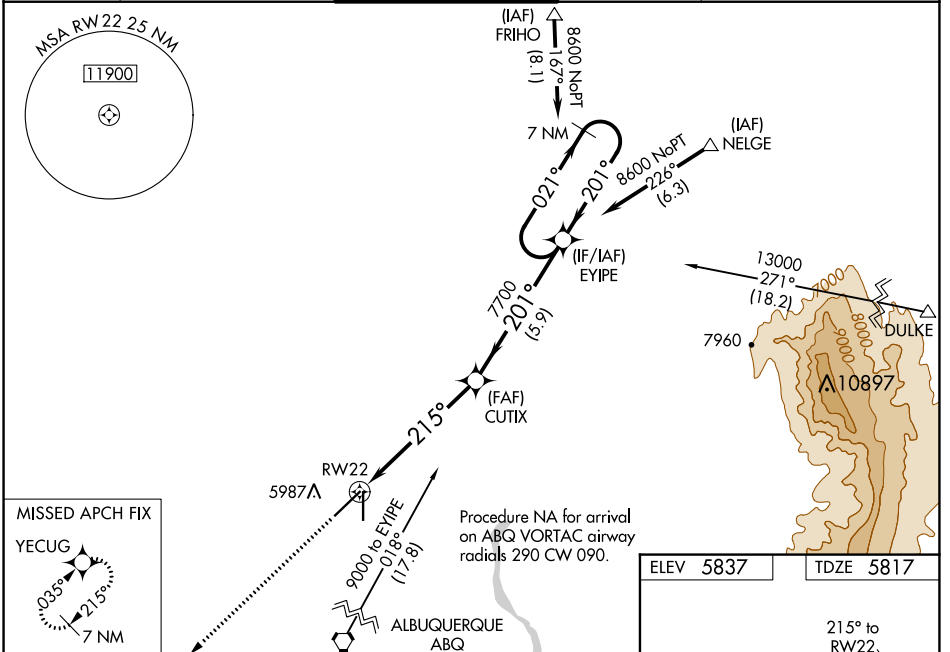 MSA RW 22 25 NM
11900
(IAF)
FRIHO
8600 NoPT
167°
(8.1)
7 NM
(IAF)
NELGE
8600 NoPT
226°
(6.3)
021°
201°
(IF/IAF)
EYIPE
7700
201°
(5.9)
13000
271°
(18.2)
DULKE
7000
8000
9000
7960
10897
(FAF)
CUTIX
215°
RW22
5987
9000 to EYIPE
018°
(17.8)
Procedure NA for arrival
on ABQ VORTAC airway
radials 290 CW 090.
ALBUQUERQUE
ABQ
MISSED APCH FIX
YECUG
035°
215°
7 NM
ELEV 5837
TDZE 5817
215° to
RW22